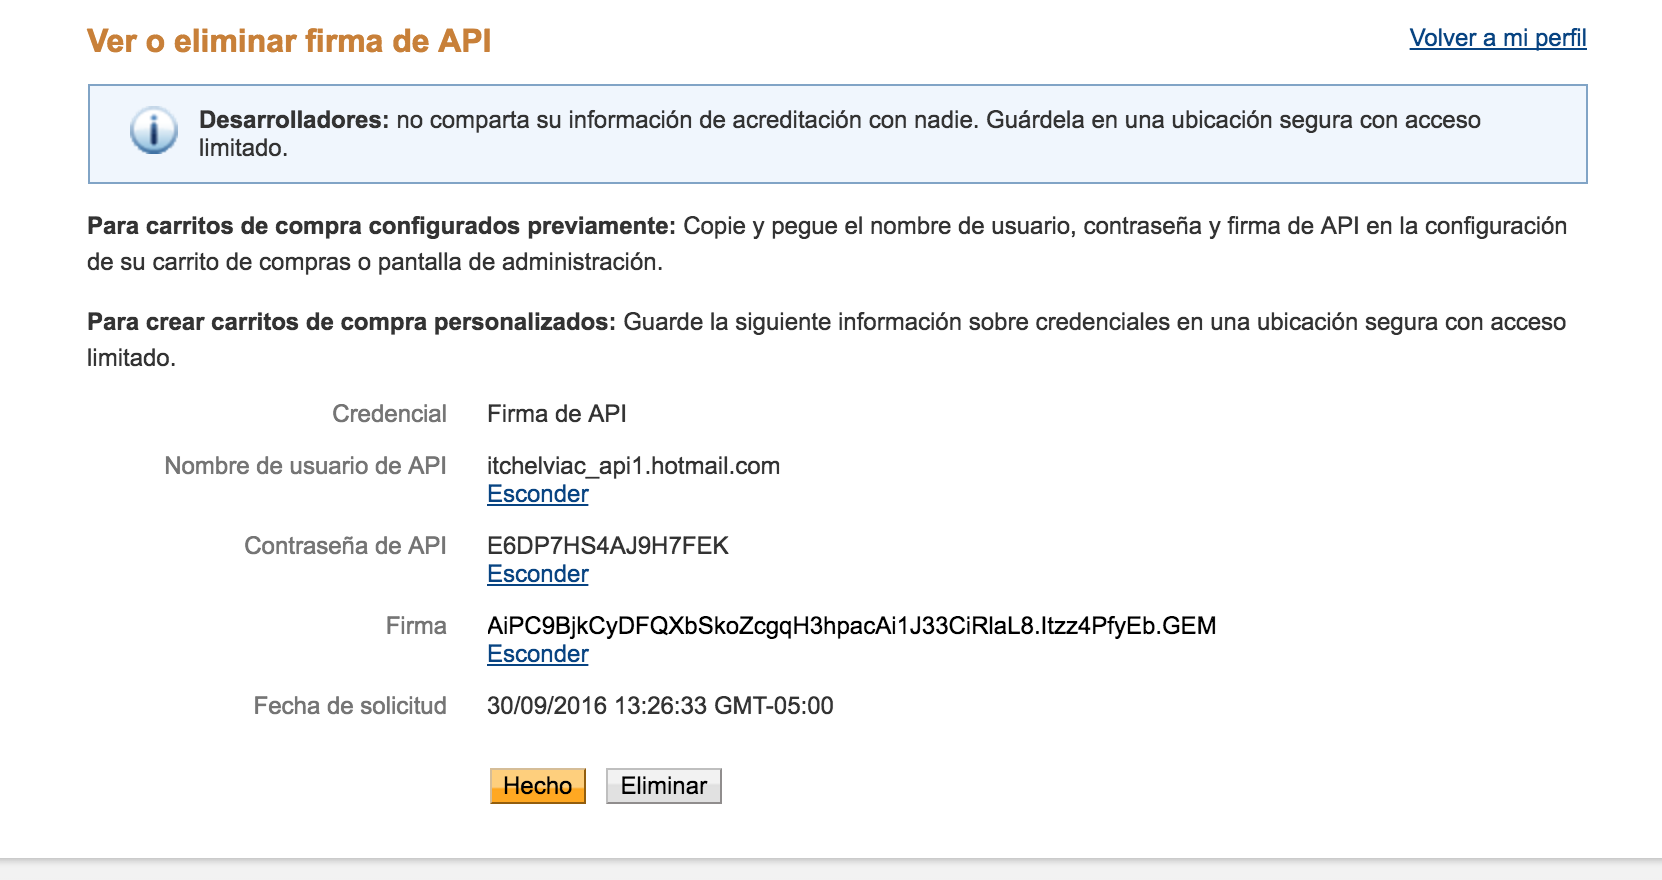 Ver o eliminar firma de API
Volver a mi perfil
Desarrolladores: no comparta su información de acreditación con nadie. Guárdela en una ubicación segura con acceso
limitado.
Para carritos de compra configurados previamente: Copie y pegue el nombre de usuario, contraseña y firma de API en la configuración
de su carrito de compras o pantalla de administración.
Para crear carritos de compra personalizados: Guarde la siguiente información sobre credenciales en una ubicación segura con acceso
limitado.
Credencial Firma de API
Nombre de usuario de API itchelviac_api1.hotmail.com
Esconder
Contraseña de API E6DP7HS4AJ9H7FEK
Esconder
Firma AiPC9BjkCyDFQXbSkoZcgqH3hpacAi1J33CiRlaL8.Itzz4PfyEb.GEM
Esconder
Fecha de solicitud 30/09/2016 13:26:33 GMT-05:00
Hecho Eliminar